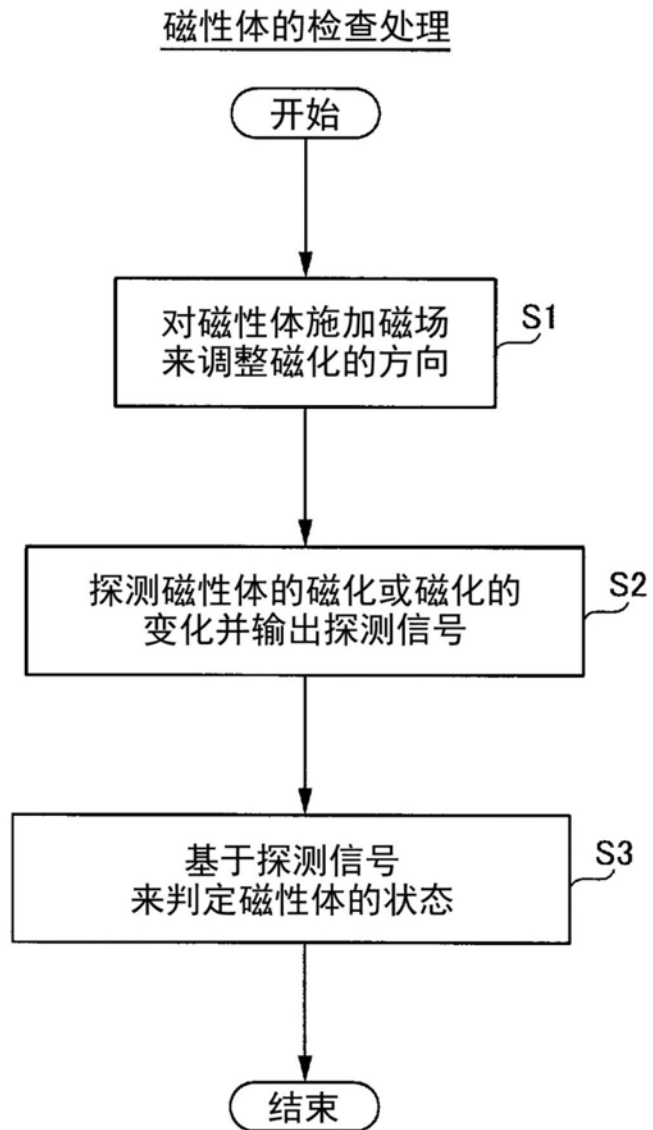 磁性体的检查处理
开始
对磁性体施加磁场
来调整磁化的方向
S1
探测磁性体的磁化或磁化的
变化并输出探测信号
S2
基于探测信号
来判定磁性体的状态
S3
结束